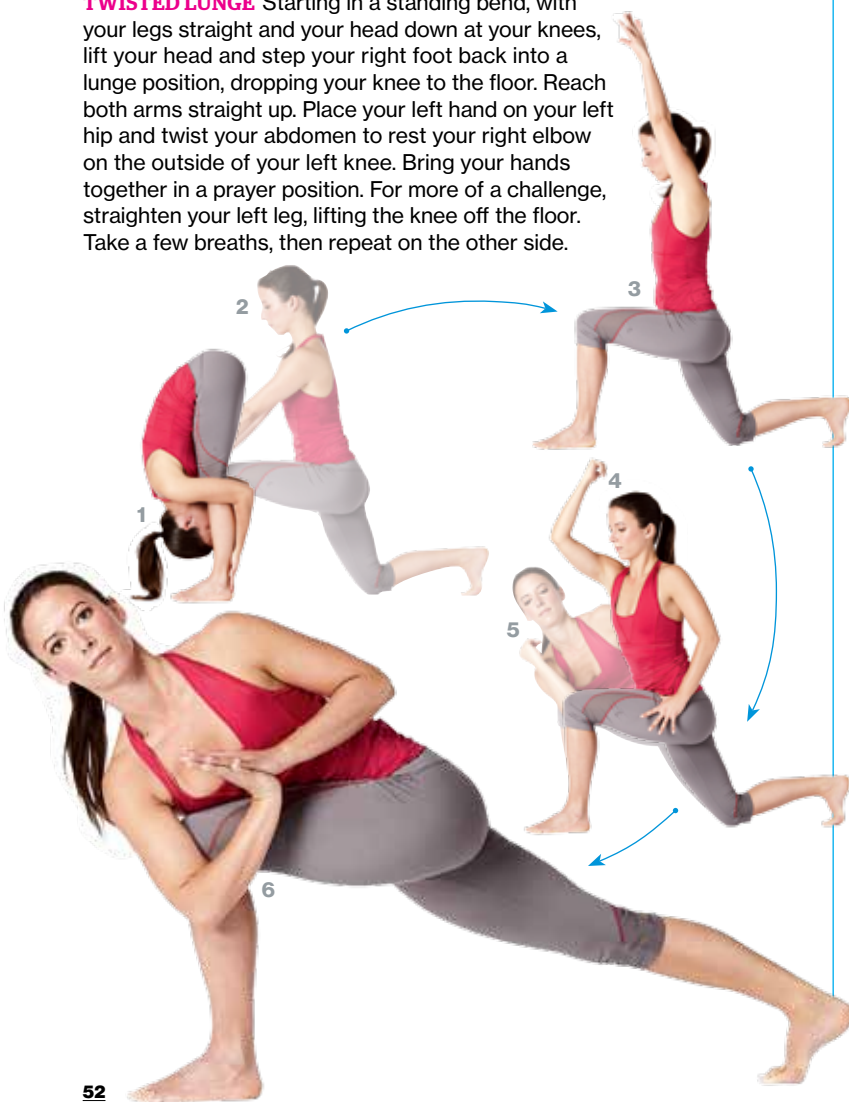 TWISTED LUNGE Starting in a standing bend, with
your legs straight and your head down at your knees,
lift your head and step your right foot back into a
lunge position, dropping your knee to the floor. Reach
both arms straight up. Place your left hand on your left
hip and twist your abdomen to rest your right elbow
on the outside of your left knee. Bring your hands
together in a prayer position. For more of a challenge,
straighten your left leg, lifting the knee off the floor.
Take a few breaths, then repeat on the other side.
1
2
3
4
5
6
52